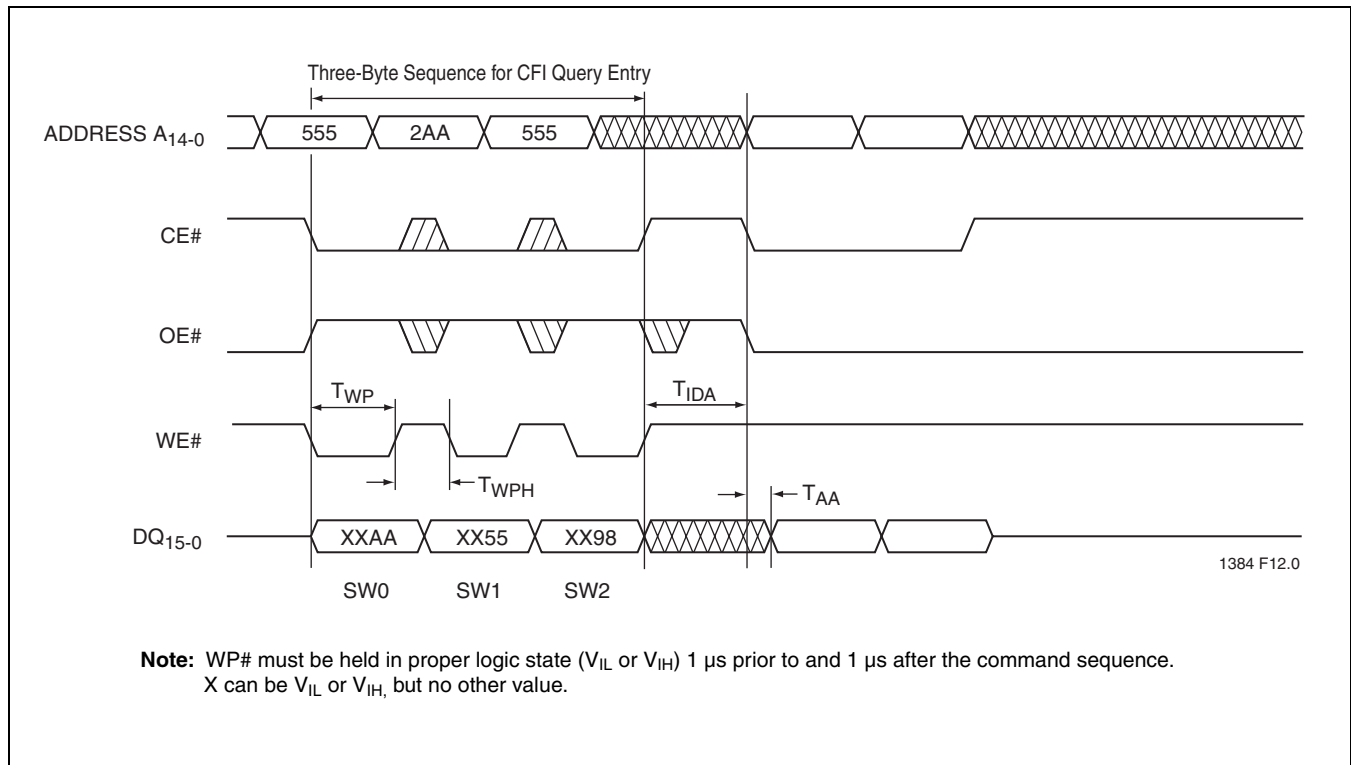 Three-Byte Sequence for CFI Query Entry
ADDRESS A14-0
555 2AA 555
CE#
OE#
TWP TIDA
WE#
TWPH TAA
DQ15-0
XXAA XX55 XX98
1384 F12.0
SW0 SW1 SW2
Note: WP# must be held in proper logic state (VIL or VIH) 1 µs prior to and 1 µs after the command sequence.
X can be VIL or VIH, but no other value.